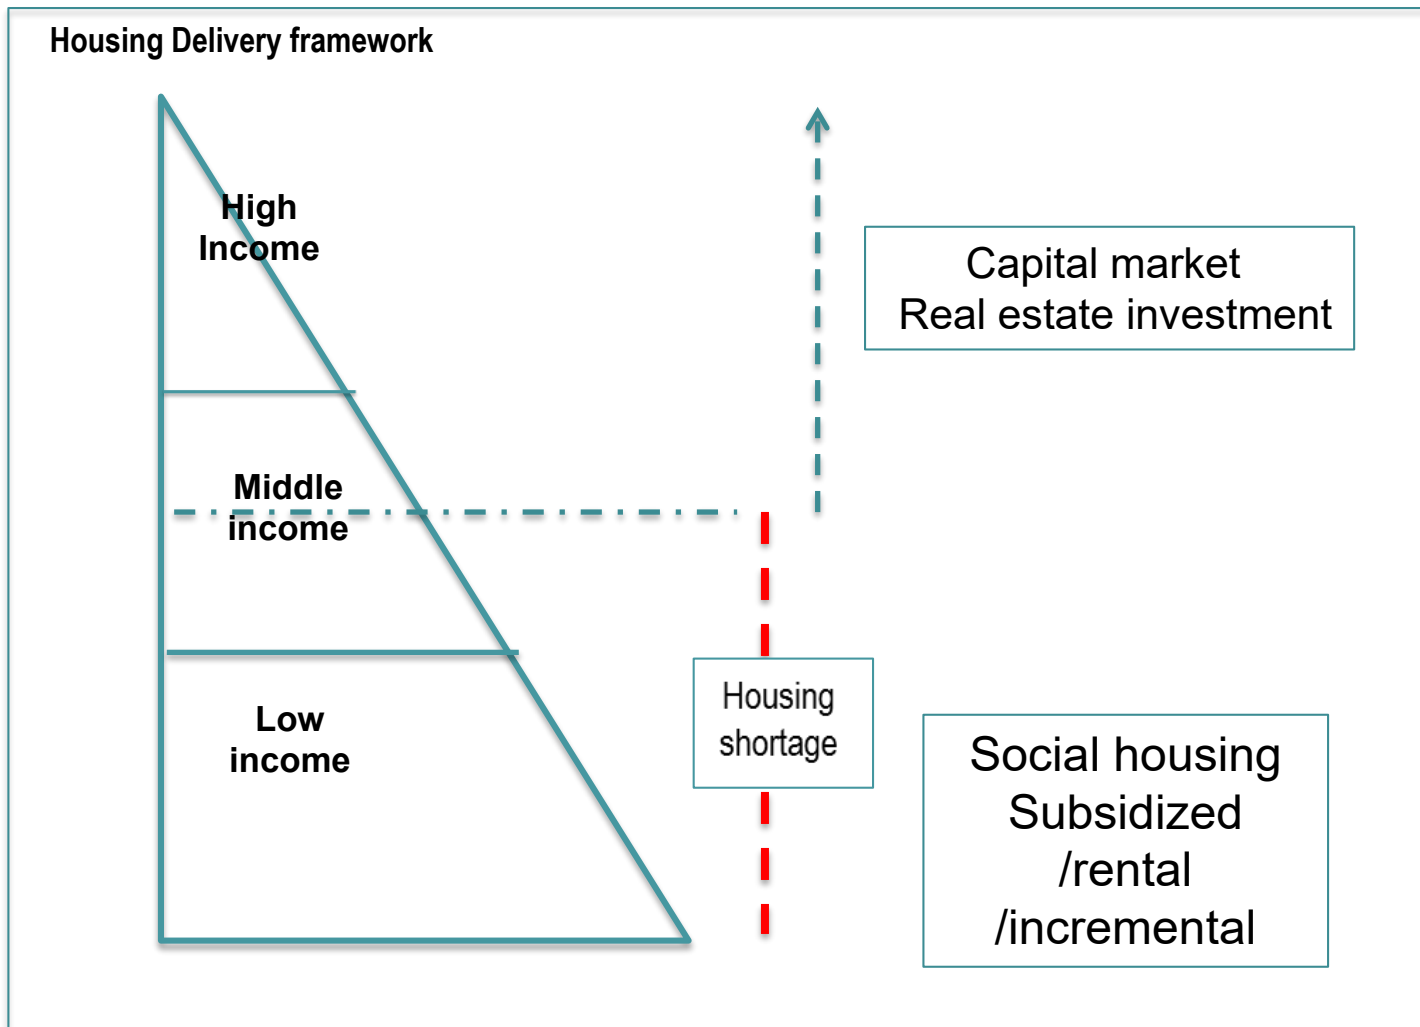 Housing Delivery framework
High
Income
Capital market
Real estate investment
Middle
income
Housing
shortage
Low
income
Social housing
Subsidized
/rental
/incremental